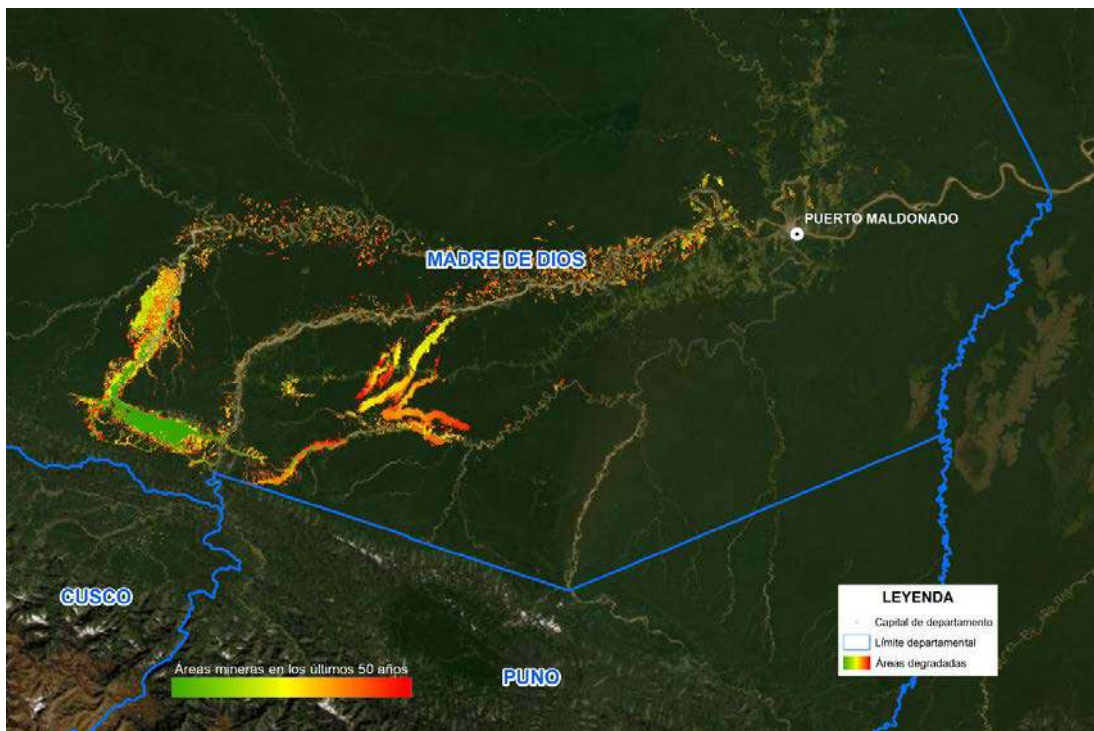 PUERTO MALDONADO
MADRE DE DIOS
CUSCO
PUNO
Áreas mineras en los últimos 50 años
LEYENDA
Capital de departamento
Límite departamental
Áreas degradadas